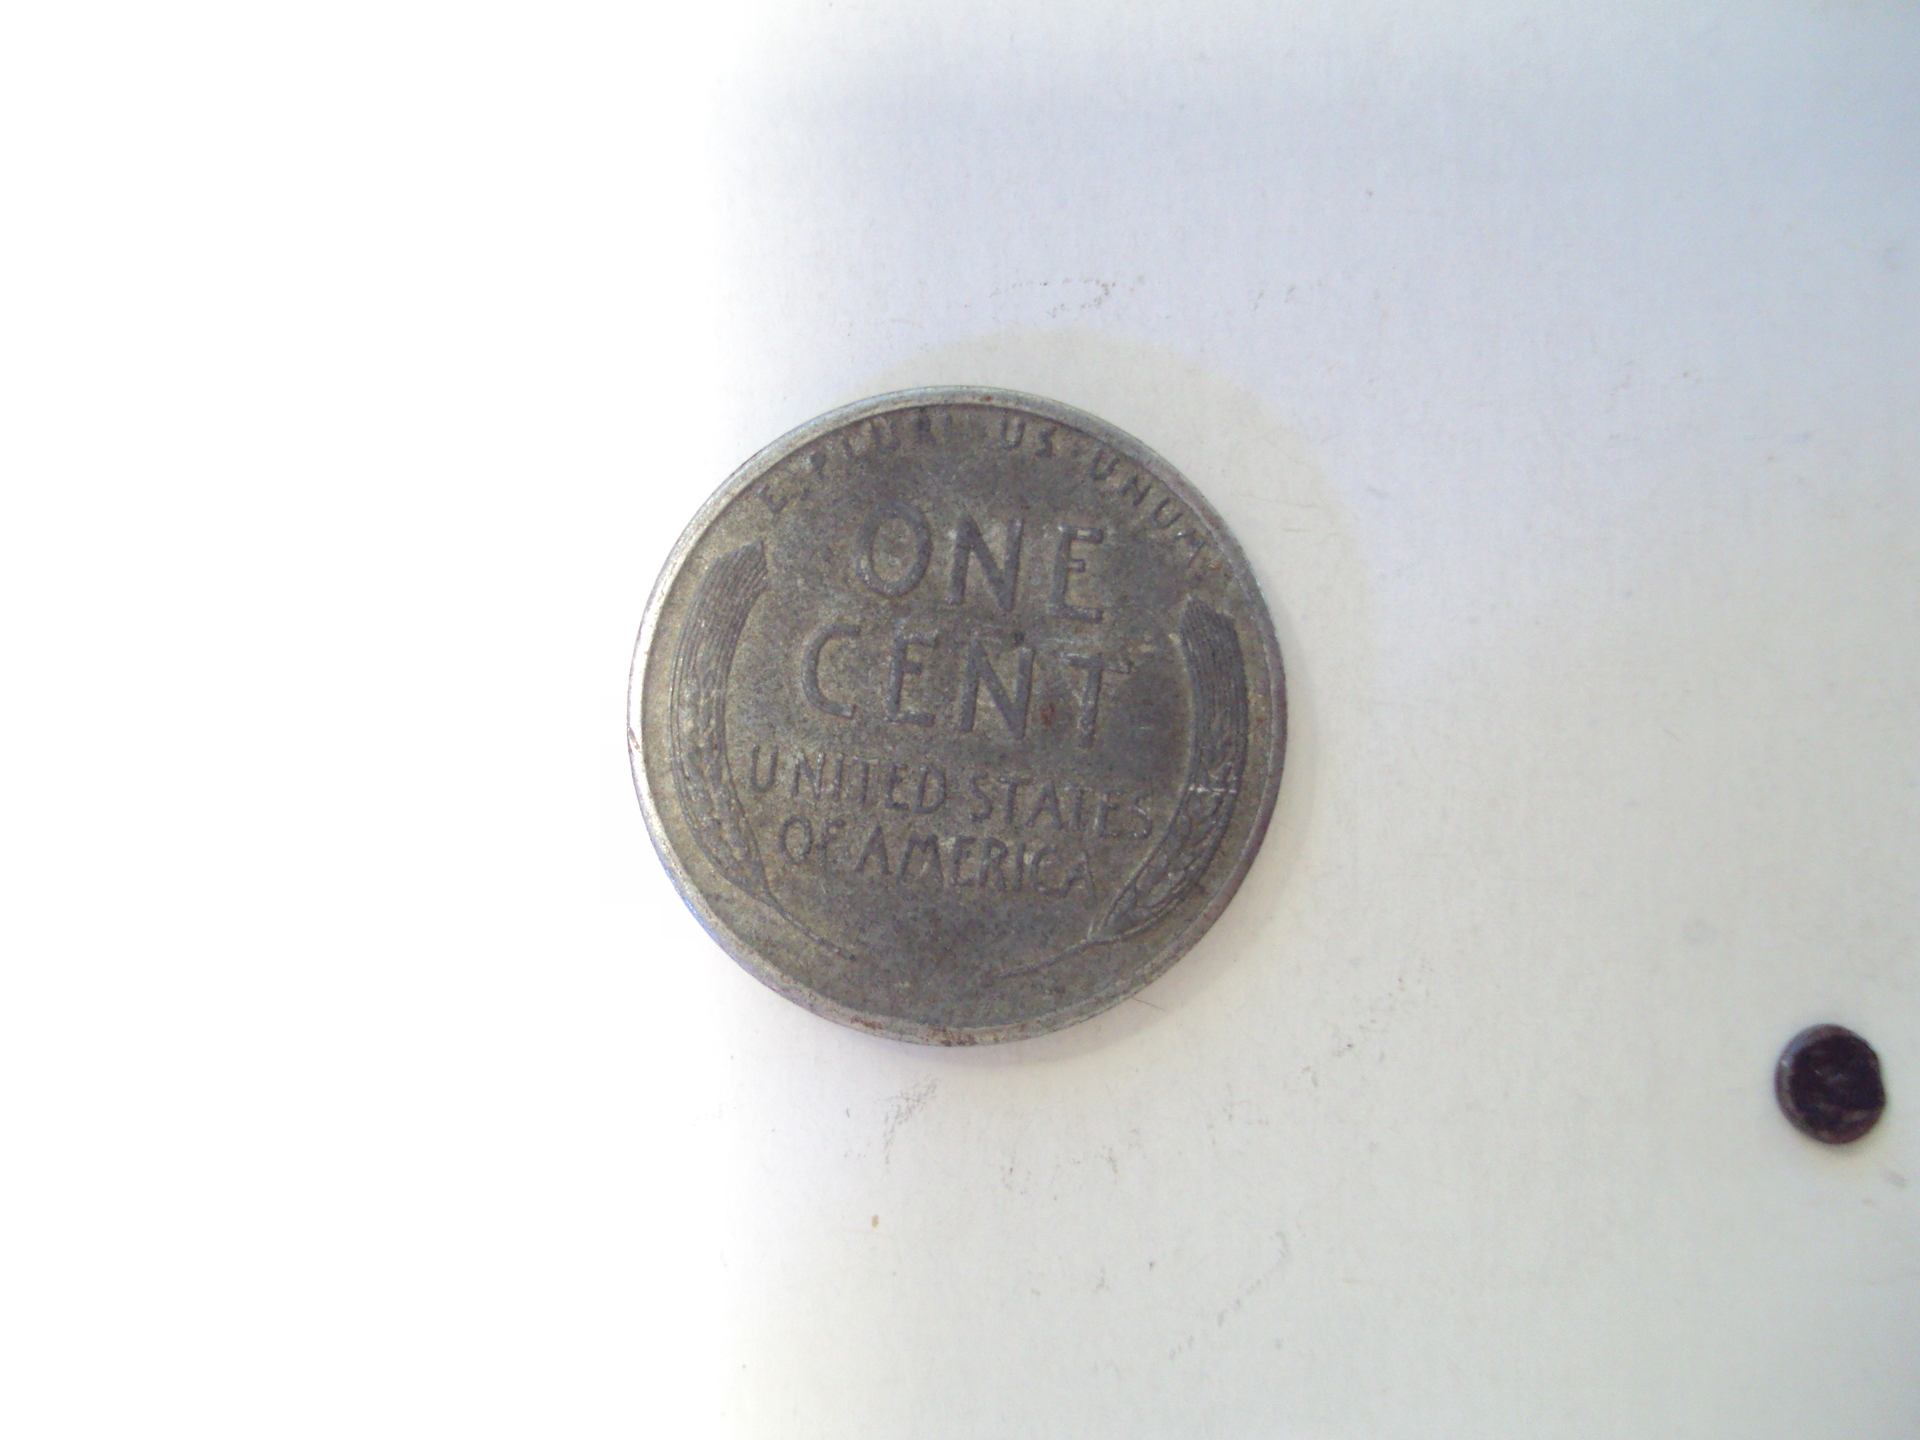 E·PLURIBUS·UNUM
ONE
CENT
UNITED STATES
OF AMERICA